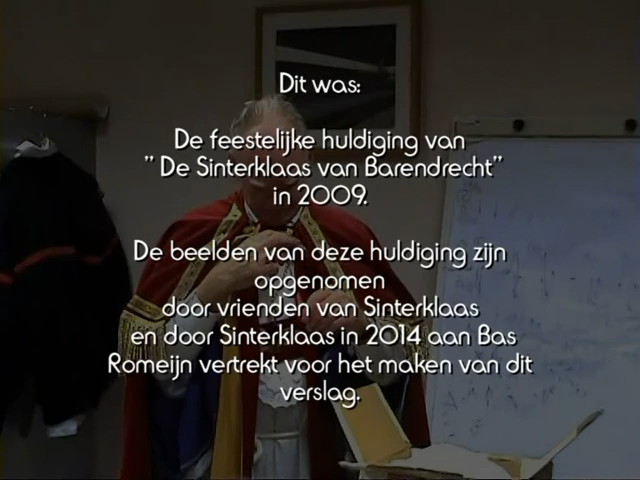 Dit was:
De feestelijke huldiging van
" De Sinterklaas van Barendrecht"
in 2009.
De beelden van deze huldiging zijn
opgenomen
door vrienden van Sinterklaas
en door Sinterklaas in 2014 aan Bas
Romeijn vertrekt voor het maken van dit
verslag.